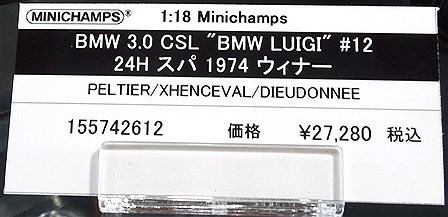 MINICHAMPS® 1:18 Minichamps
BMW 3.0 CSL "BMW LUIGI" #12
24H スパ 1974 ウィナー
PELTIER/XHENCEVAL/DIEUDONNEE
155742612 価格 ¥27,280 税込